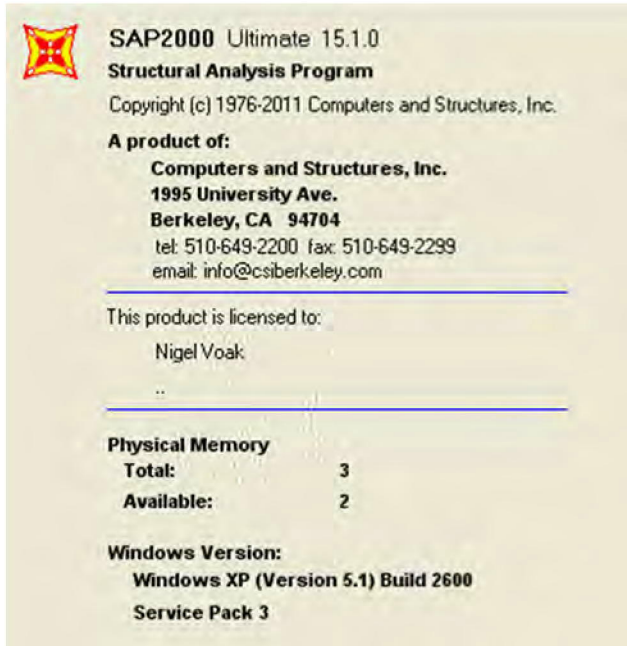 SAP2000 Ultimate 15.1.0
Structural Analysis Program
Copyright (c) 1976-2011 Computers and Structures, Inc.
A product of:
Computers and Structures, Inc.
1995 University Ave.
Berkeley, CA 94704
tel: 510-649-2200 fax: 510-649-2299
email: info@csiberkeley.com
This product is licensed to:
Nigel Voak
..
Physical Memory
Total: 3
Available: 2
Windows Version:
Windows XP (Version 5.1) Build 2600
Service Pack 3